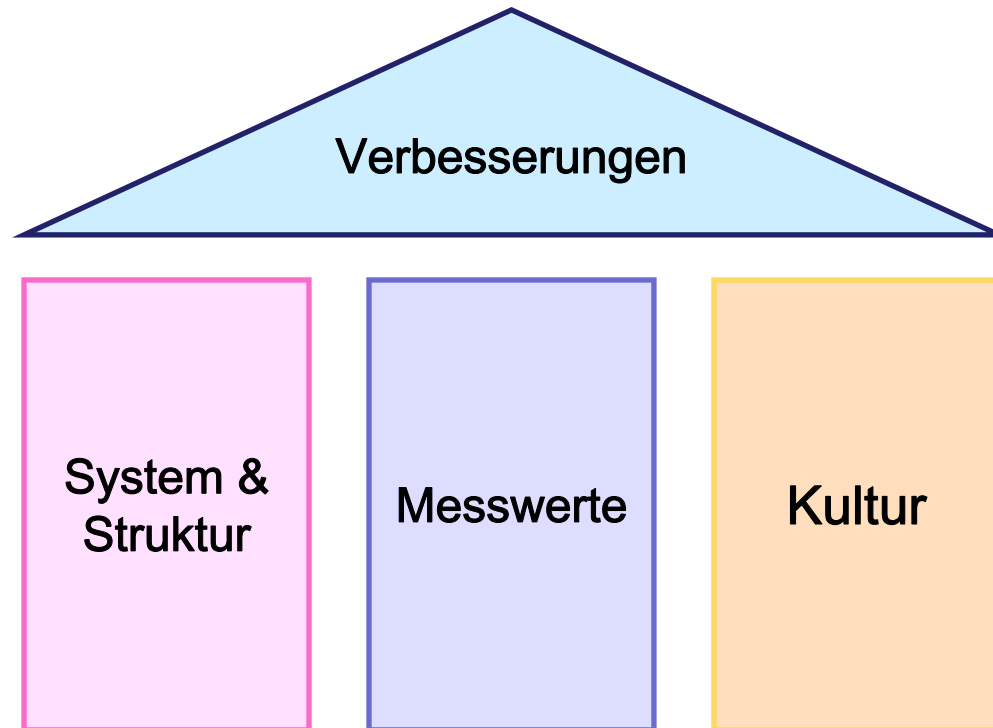 Verbesserungen
System &
Struktur
Messwerte
Kultur